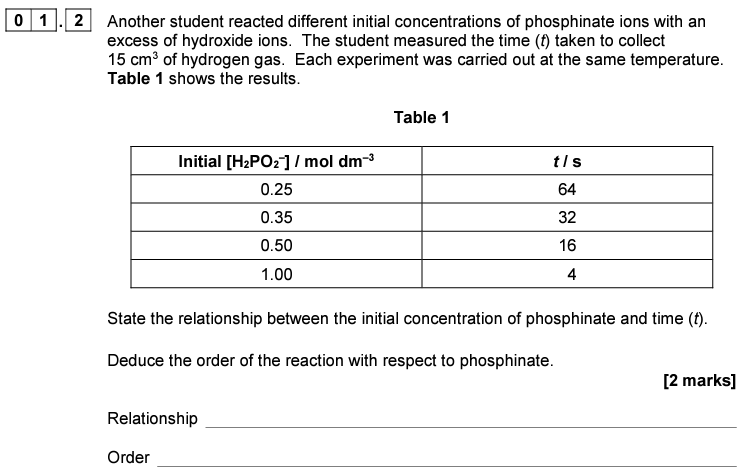 0 1 . 2 Another student reacted different initial concentrations of phosphinate ions with an
excess of hydroxide ions. The student measured the time (t) taken to collect
15 cm³ of hydrogen gas. Each experiment was carried out at the same temperature.
Table 1 shows the results.
Table 1
Initial [H₂PO₂⁻] / mol dm⁻³ t / s
0.25 64
0.35 32
0.50 16
1.00 4
State the relationship between the initial concentration of phosphinate and time (t).
Deduce the order of the reaction with respect to phosphinate.
[2 marks]
Relationship
Order